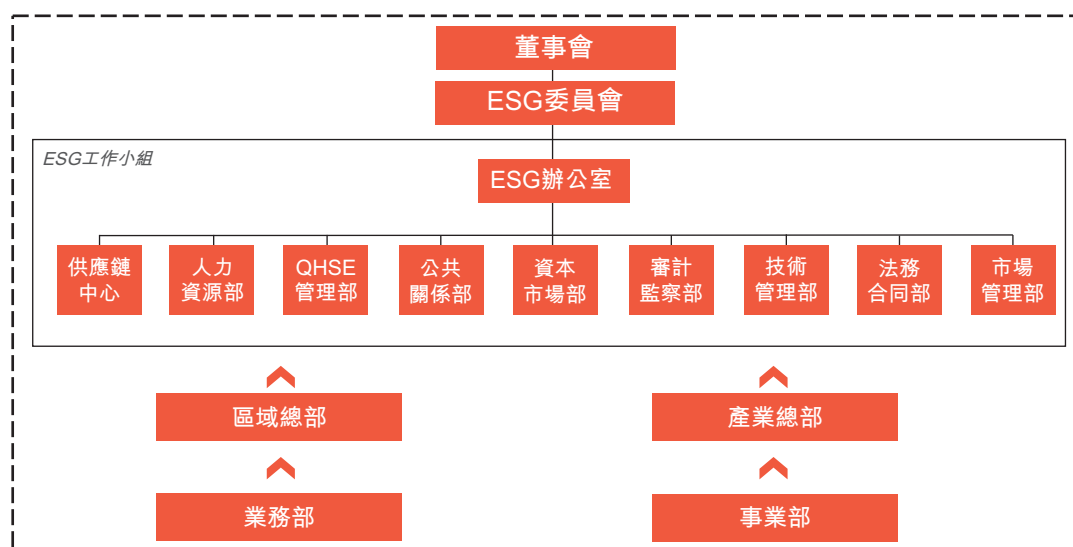 董事會
ESG委員會
ESG工作小組
ESG辦公室
供應鏈
中心
人力
資源部
QHSE
管理部
公共
關係部
資本
市場部
審計
監察部
技術
管理部
法務
合同部
市場
管理部
區域總部
產業總部
業務部
事業部